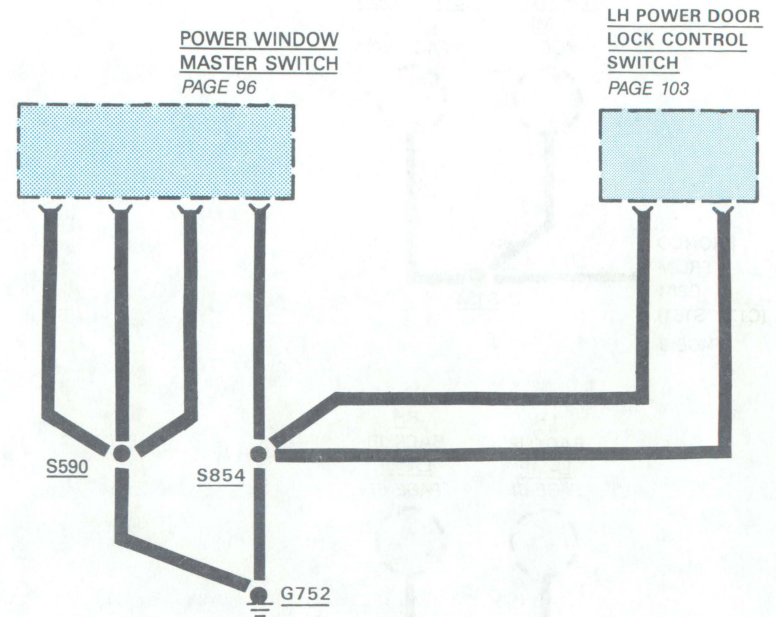 POWER WINDOW
MASTER SWITCH
PAGE 96
LH POWER DOOR
LOCK CONTROL
SWITCH
PAGE 103
S590
S854
G752